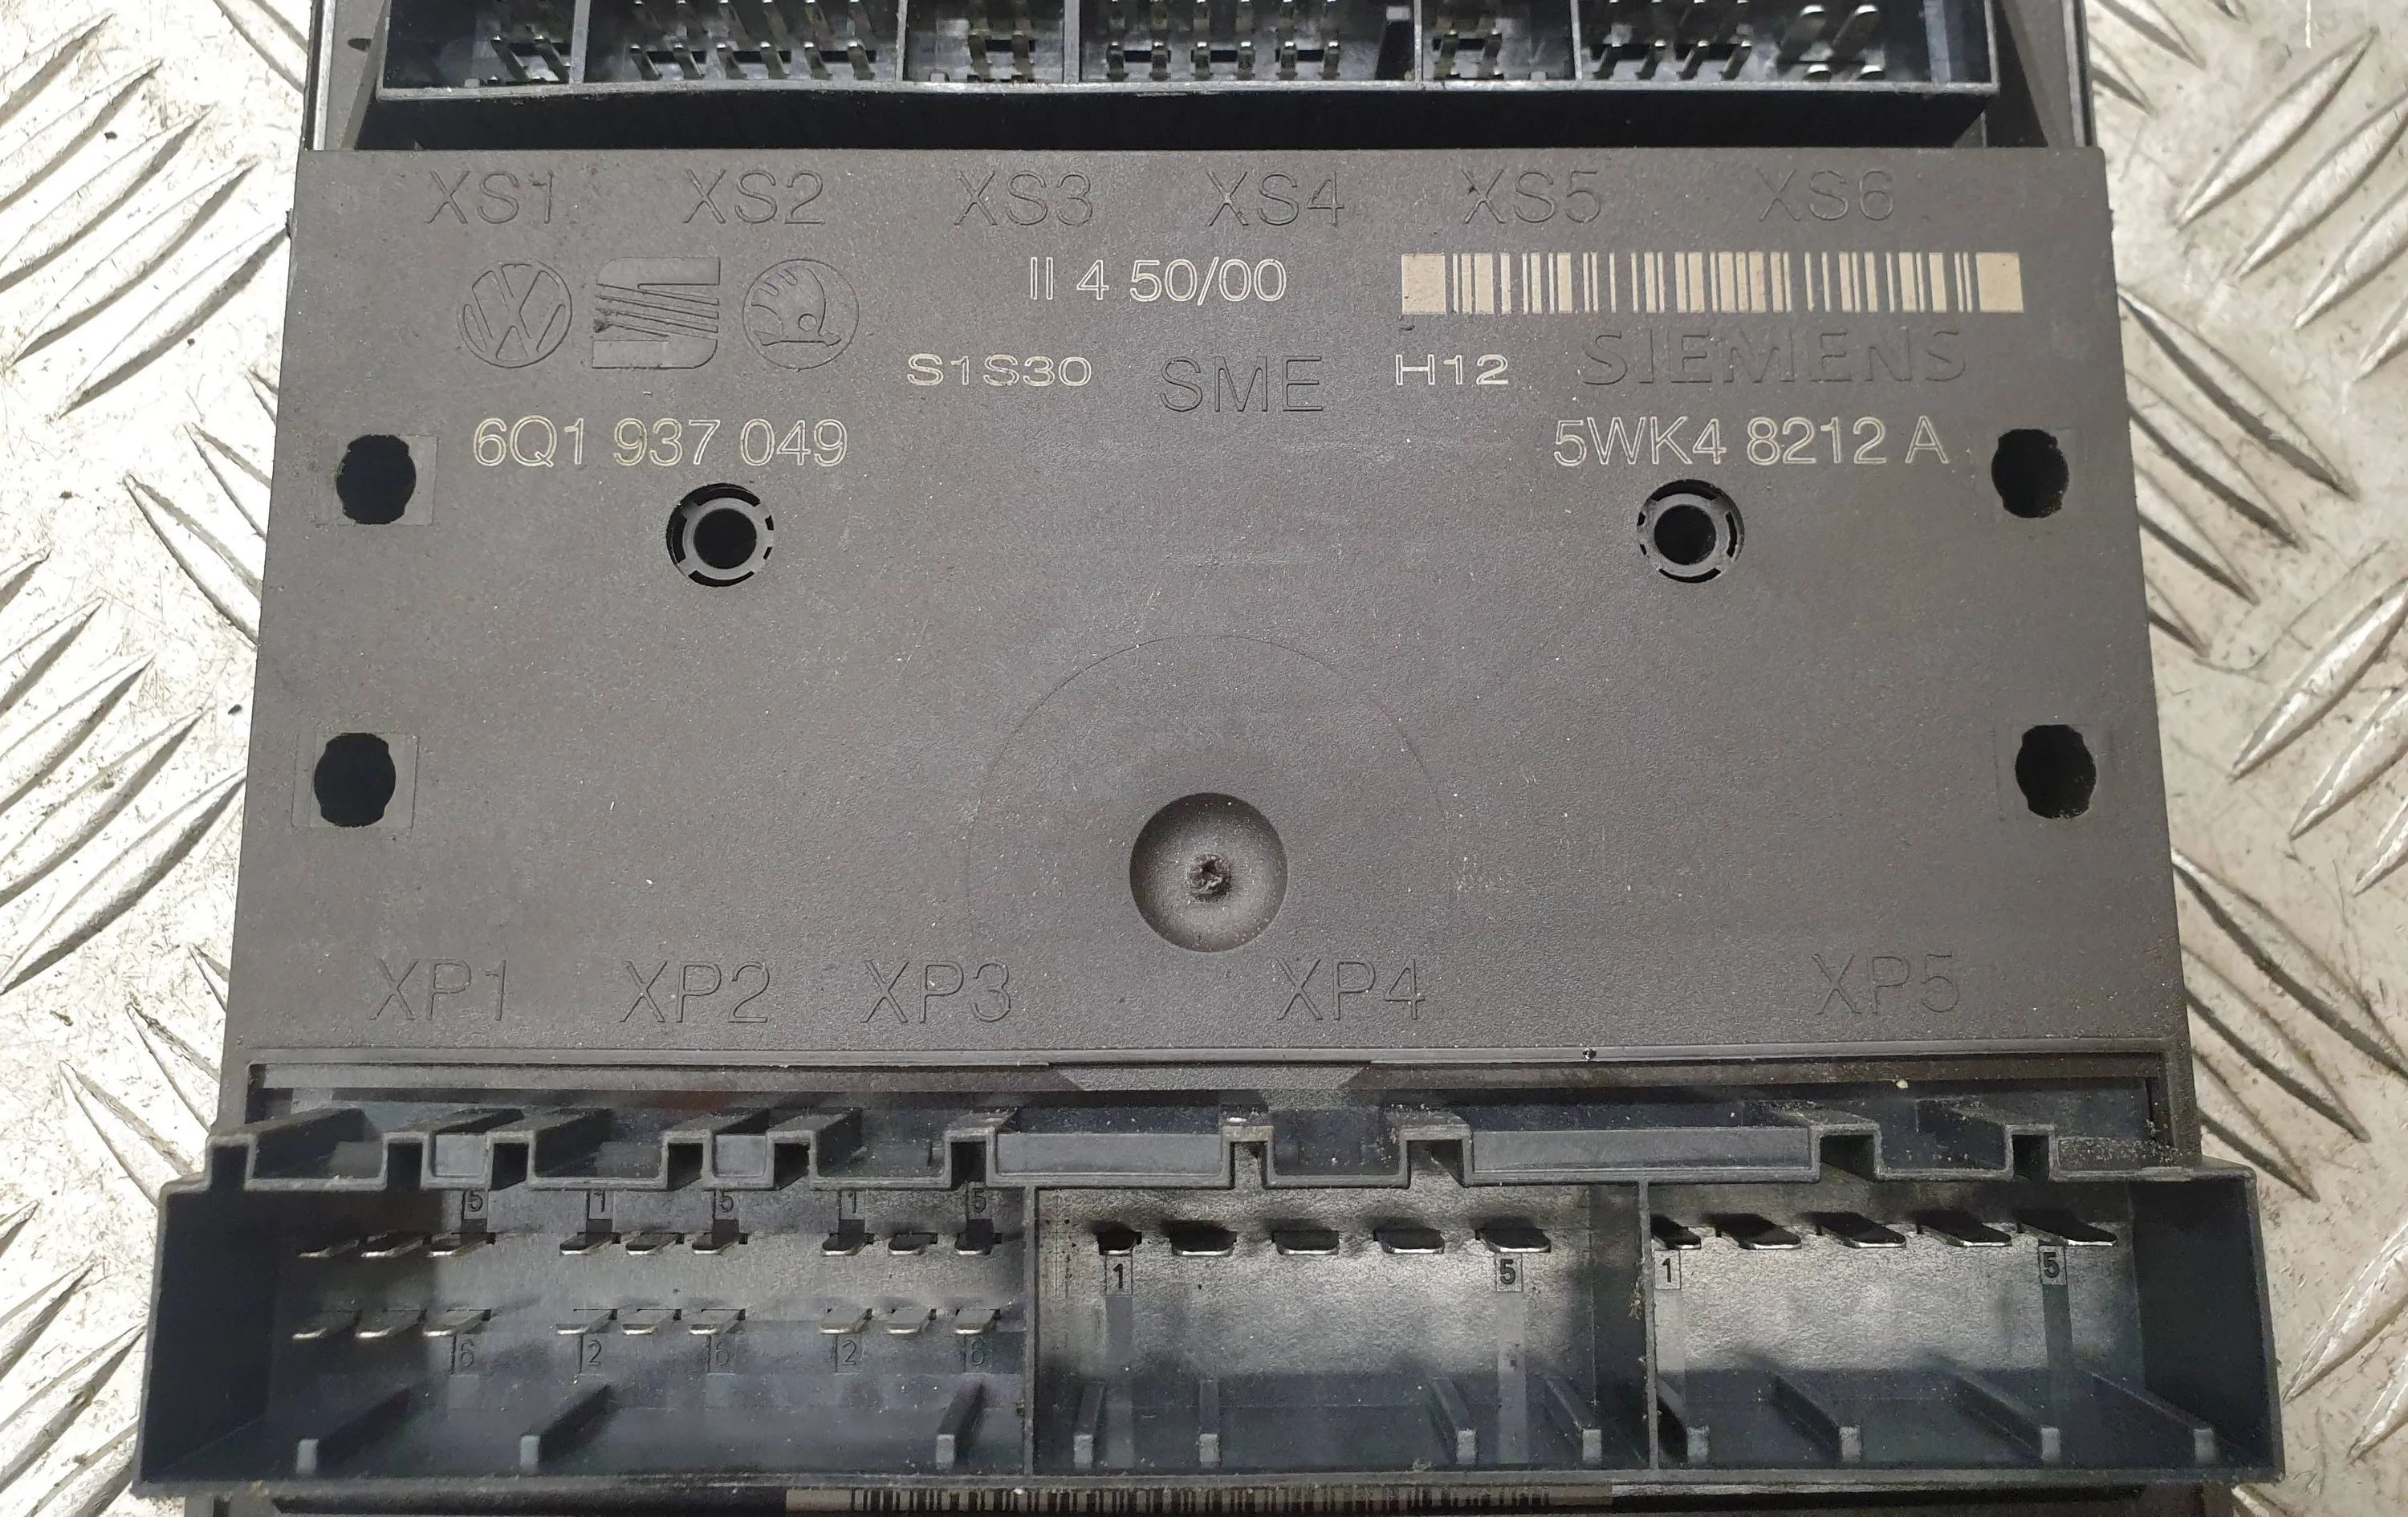 XS1 XS2 XS3 XS4 XS5 XS6
II 4 50/00
S1S30 SME H12 SIEMENS
6Q1 937 049 5WK4 8212 A
XP1 XP2 XP3 XP4 XP5
5 1 5 1 5
1 5 1 5
6 2 6 2 6